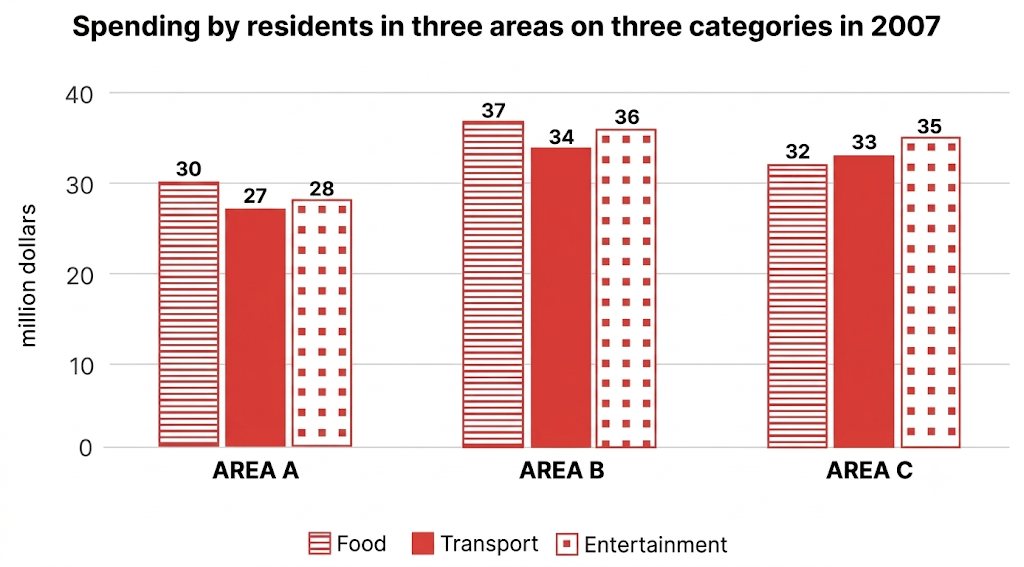 Spending by residents in three areas on three categories in 2007
million dollars
40
30
20
10
0
30
27
28
37
34
36
32
33
35
AREA A
AREA B
AREA C
Food
Transport
Entertainment